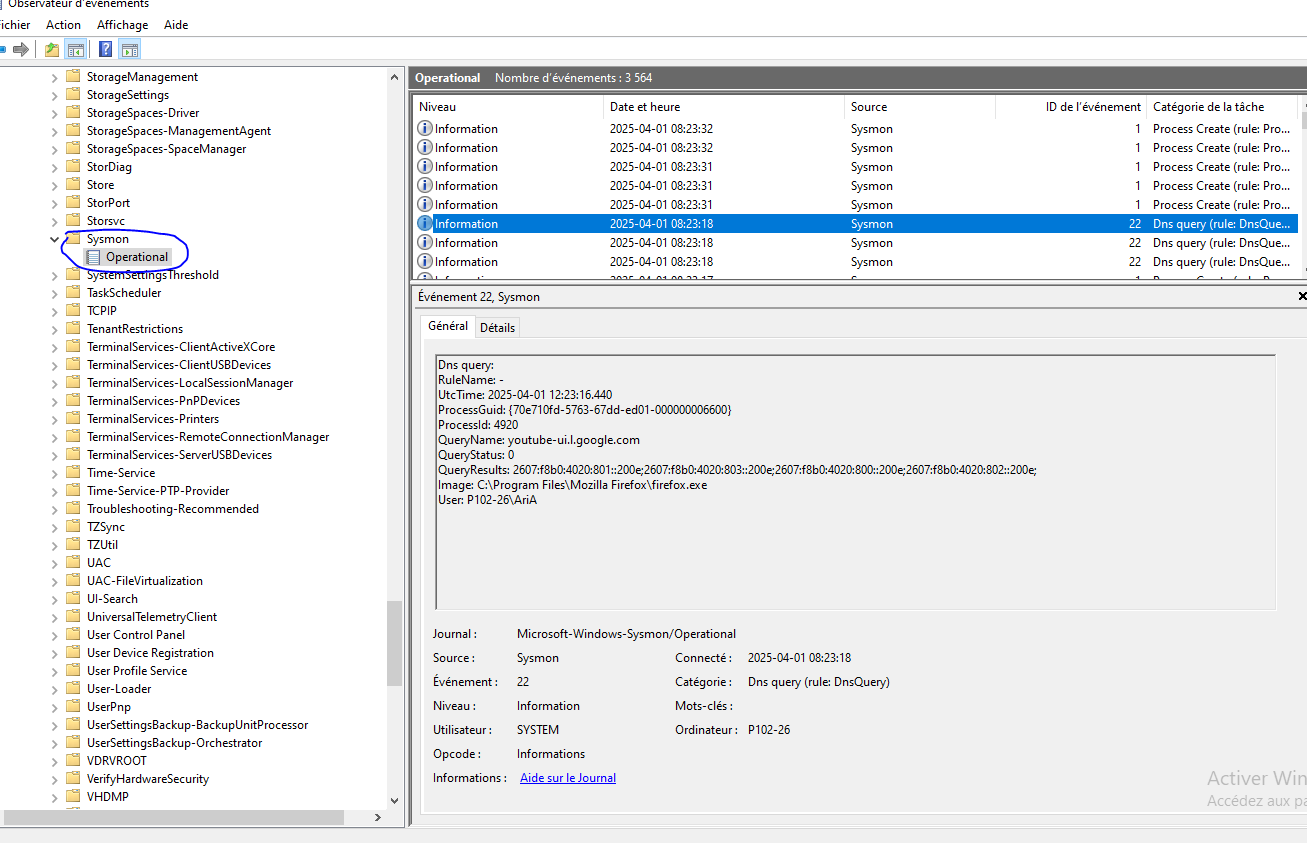 Observateur d'événements
Fichier Action Affichage Aide
StorageManagement
StorageSettings
StorageSpaces-Driver
StorageSpaces-ManagementAgent
StorageSpaces-SpaceManager
StorDiag
Store
StorPort
Storsvc
Sysmon
Operational
SystemSettingsThreshold
TaskScheduler
TCPIP
TenantRestrictions
TerminalServices-ClientActiveXCore
TerminalServices-ClientUSBDevices
TerminalServices-LocalSessionManager
TerminalServices-PnPDevices
TerminalServices-Printers
TerminalServices-RemoteConnectionManager
TerminalServices-ServerUSBDevices
Time-Service
Time-Service-PTP-Provider
Troubleshooting-Recommended
TZSync
TZUtil
UAC
UAC-FileVirtualization
UI-Search
UniversalTelemetryClient
User Control Panel
User Device Registration
User Profile Service
User-Loader
UserPnp
UserSettingsBackup-BackupUnitProcessor
UserSettingsBackup-Orchestrator
VDRVROOT
VerifyHardwareSecurity
VHDMP
Operational Nombre d'événements : 3 564
Niveau Date et heure Source ID de l'événement Catégorie de la tâche
Information 2025-04-01 08:23:32 Sysmon 1 Process Create (rule: Pro...
Information 2025-04-01 08:23:32 Sysmon 1 Process Create (rule: Pro...
Information 2025-04-01 08:23:31 Sysmon 1 Process Create (rule: Pro...
Information 2025-04-01 08:23:31 Sysmon 1 Process Create (rule: Pro...
Information 2025-04-01 08:23:31 Sysmon 1 Process Create (rule: Pro...
Information 2025-04-01 08:23:18 Sysmon 22 Dns query (rule: DnsQue...
Information 2025-04-01 08:23:18 Sysmon 22 Dns query (rule: DnsQue...
Information 2025-04-01 08:23:18 Sysmon 22 Dns query (rule: DnsQue...
Événement 22, Sysmon
Général Détails
Dns query:
RuleName: -
UtcTime: 2025-04-01 12:23:16.440
ProcessGuid: {70e710fd-5763-67dd-ed01-000000006600}
ProcessId: 4920
QueryName: youtube-ui.l.google.com
QueryStatus: 0
QueryResults: 2607:f8b0:4020:801::200e;2607:f8b0:4020:803::200e;2607:f8b0:4020:800::200e;2607:f8b0:4020:802::200e;
Image: C:\Program Files\Mozilla Firefox\firefox.exe
User: P102-26\AriA
Journal : Microsoft-Windows-Sysmon/Operational
Source : Sysmon Connecté : 2025-04-01 08:23:18
Événement : 22 Catégorie : Dns query (rule: DnsQuery)
Niveau : Information Mots-clés :
Utilisateur : SYSTEM Ordinateur : P102-26
Opcode : Informations
Informations : Aide sur le Journal
Activer Win
Accédez aux pa